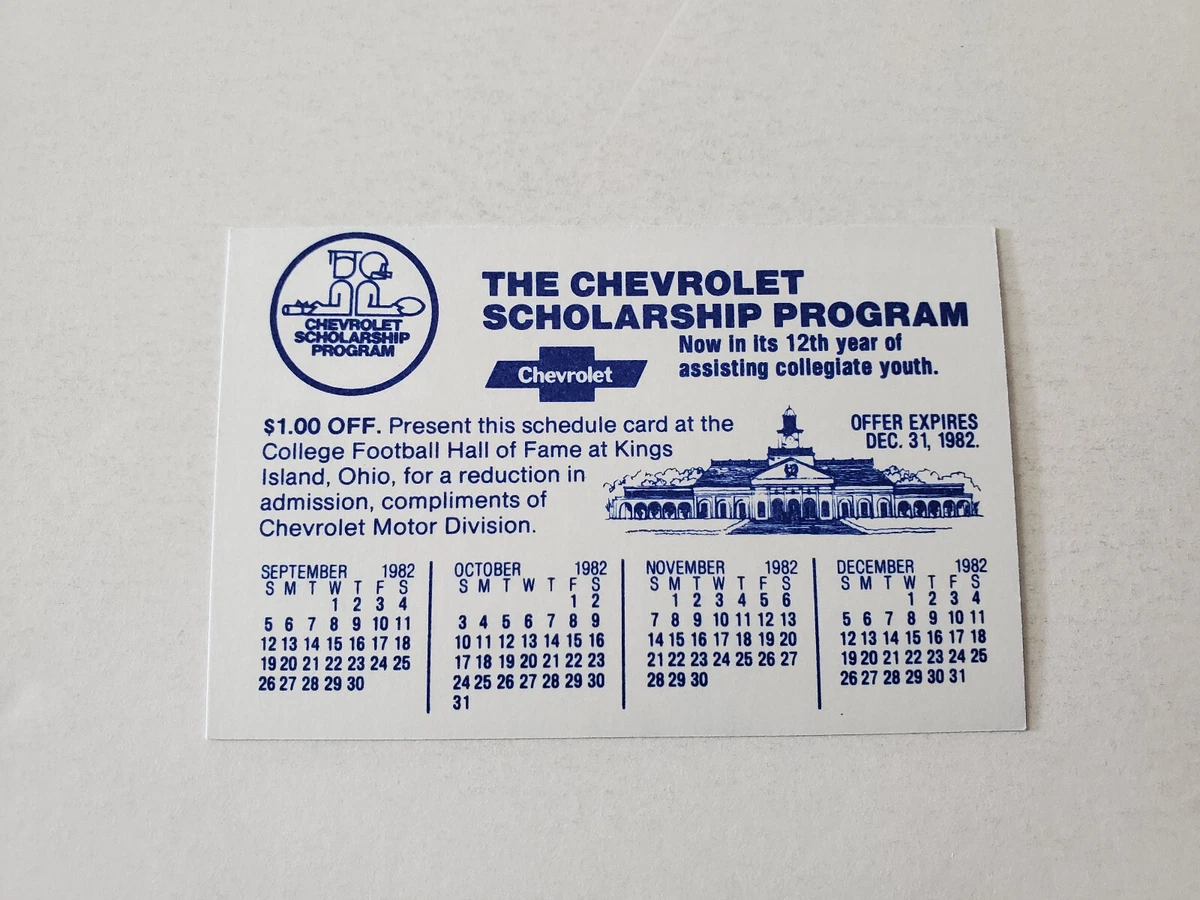 CHEVROLET
SCHOLARSHIP
PROGRAM
THE CHEVROLET
SCHOLARSHIP PROGRAM
Now in its 12th year of
assisting collegiate youth.
Chevrolet
$1.00 OFF. Present this schedule card at the
College Football Hall of Fame at Kings
Island, Ohio, for a reduction in
admission, compliments of
Chevrolet Motor Division.
OFFER EXPIRES
DEC. 31, 1982.
SEPTEMBER 1982
S M T W T F S
1 2 3 4
5 6 7 8 9 10 11
12 13 14 15 16 17 18
19 20 21 22 23 24 25
26 27 28 29 30
OCTOBER 1982
S M T W T F S
1 2
3 4 5 6 7 8 9
10 11 12 13 14 15 16
17 18 19 20 21 22 23
24 25 26 27 28 29 30
31
NOVEMBER 1982
S M T W T F S
1 2 3 4 5 6
7 8 9 10 11 12 13
14 15 16 17 18 19 20
21 22 23 24 25 26 27
28 29 30
DECEMBER 1982
S M T W T F S
1 2 3 4
5 6 7 8 9 10 11
12 13 14 15 16 17 18
19 20 21 22 23 24 25
26 27 28 29 30 31